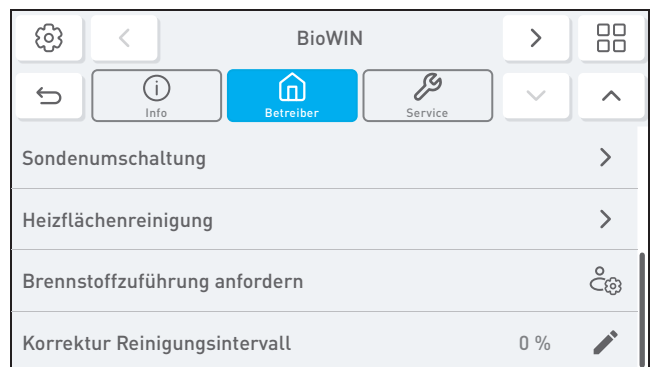 BioWIN
Info
Betreiber
Service
Sondenumschaltung
Heizflächenreinigung
Brennstoffzuführung anfordern
Korrektur Reinigungsintervall 0 %